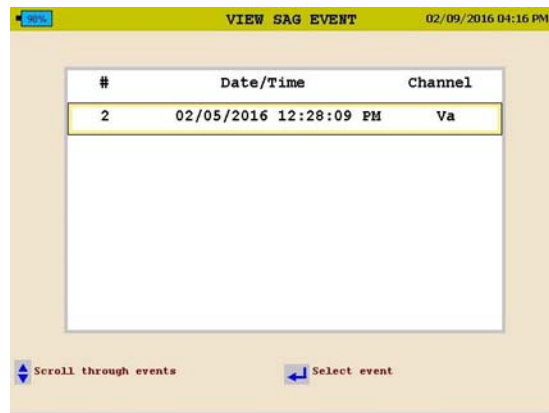 98% VIEW SAG EVENT 02/09/2016 04:16 PM
# Date/Time Channel
2 02/05/2016 12:28:09 PM Va
Scroll through events Select event